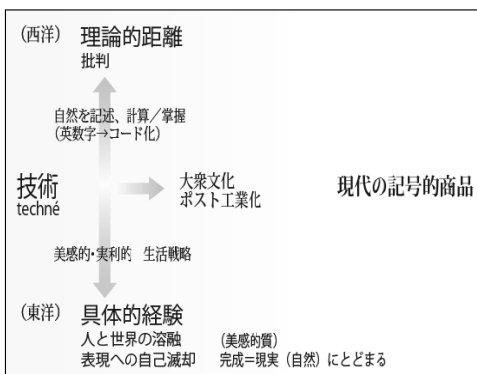 （西洋） 理論的距離
批判
自然を記述、計算／掌握
（英数字→コード化）
技術
techné
大衆文化
ポスト工業化
現代の記号的商品
美感的・実利的 生活戦略
（東洋） 具体的経験
人と世界の溶融 （美感的質）
表現への自己滅却 完成＝現実（自然）にとどまる